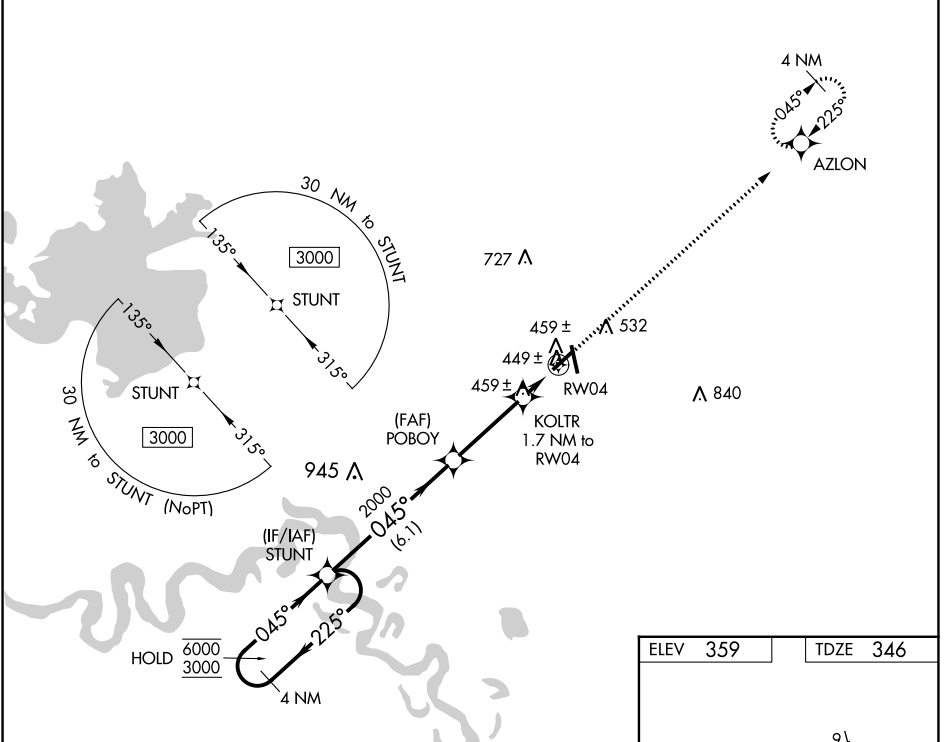 4 NM
045°
225°
AZLON
30 NM to STUNT
135°
3000
STUNT
315°
727
135°
STUNT
3000
315°
30 NM to STUNT (NoPT)
459 ±
532
449 ±
459 ±
RW04
840
KOLTR
1.7 NM to
RW04
(FAF)
POBOY
945
2000
045°
(6.1)
(IF/IAF)
STUNT
045°
225°
HOLD
6000
3000
4 NM
ELEV 359
TDZE 346